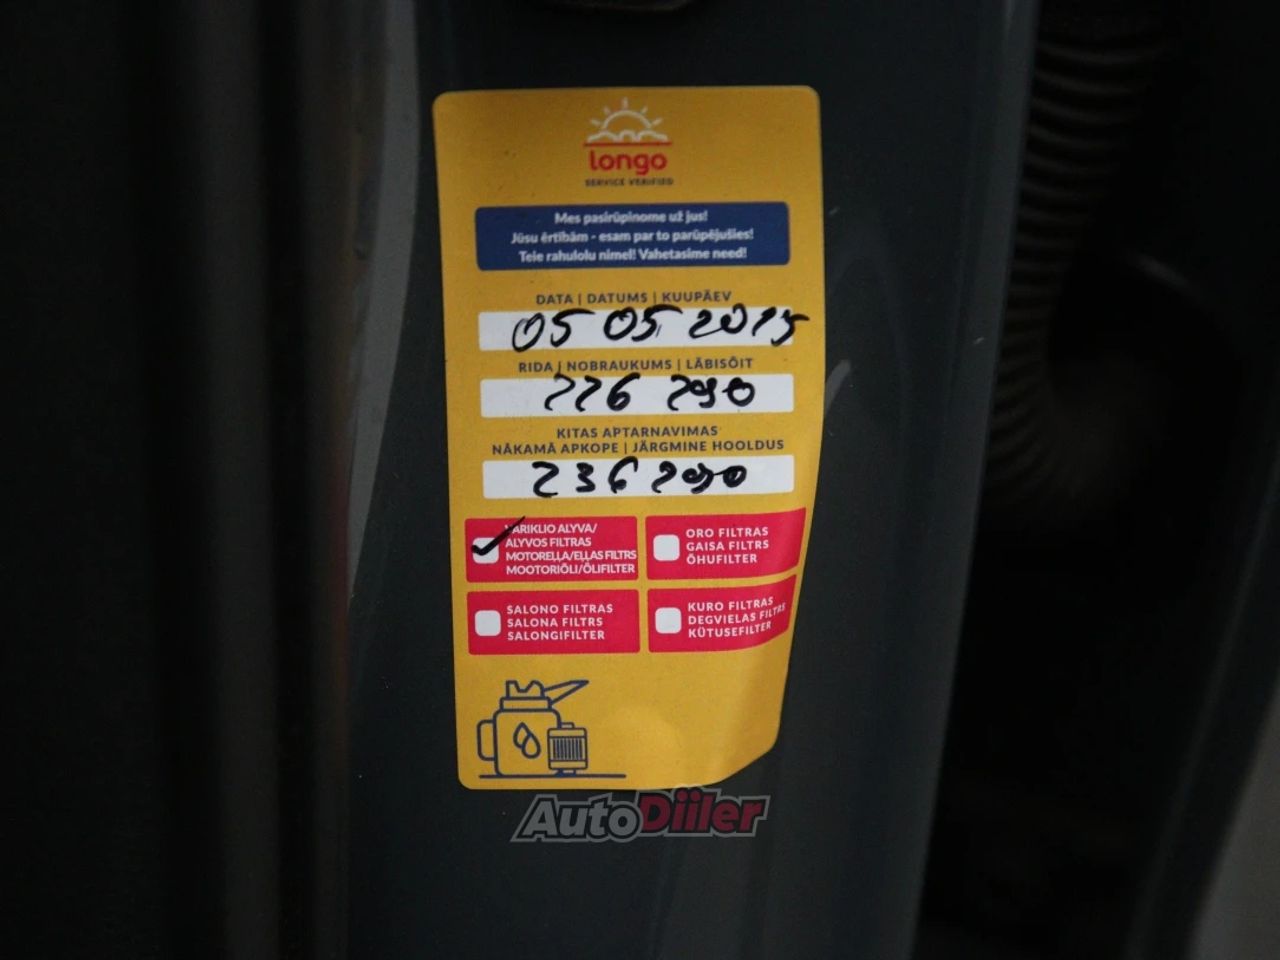 longo
SERVICE VERIFIED
Mes pasirūpinome už jus!
Jūsu ērtībām - esam par to parūpējušies!
Teie rahulolu nimel! Vahetasime need!
DATA | DATUMS | KUUPÄEV
05 05 2015
RIDA | NOBRAUKUMS | LÄBISÕIT
226 290
KITAS APTARNAVIMAS
NĀKAMĀ APKOPE | JÄRGMINE HOOLDUS
236 290
VARIKLIO ALYVA/
ALYVOS FILTRAS
MOTOREĻĻA/EĻĻAS FILTRS
MOOTORIÕLI/ÕLIFILTER
ORO FILTRAS
GAISA FILTRS
ÕHUFILTER
SALONO FILTRAS
SALONA FILTRS
SALONGIFILTER
KURO FILTRAS
DEGVIELAS FILTRS
KÜTUSEFILTER
AutoDiiler